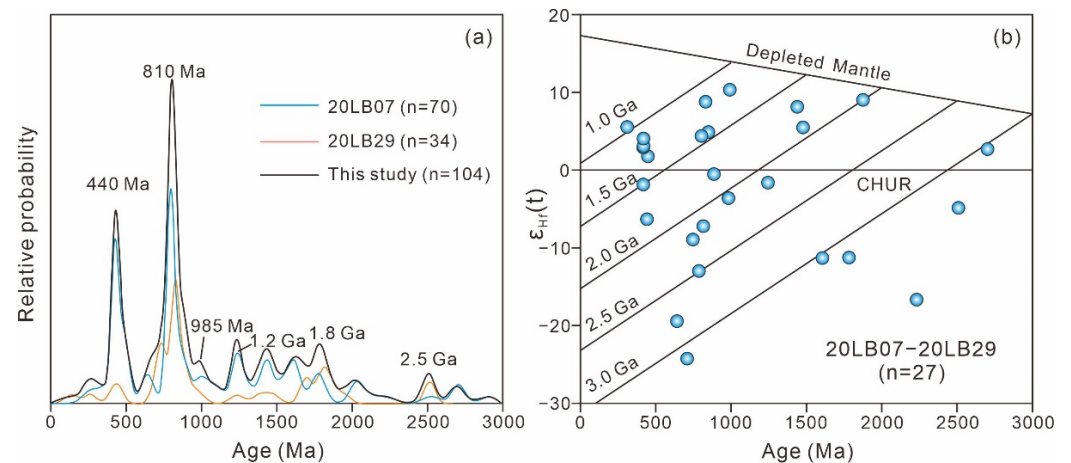 (a)
810 Ma
20LB07 (n=70)
20LB29 (n=34)
This study (n=104)
440 Ma
985 Ma
1.2 Ga
1.8 Ga
2.5 Ga
Relative probability
0 500 1000 1500 2000 2500 3000
Age (Ma)
(b)
20
10
0
−10
−20
−30
εHf(t)
Depleted Mantle
1.0 Ga
1.5 Ga
CHUR
2.0 Ga
2.5 Ga
3.0 Ga
20LB07−20LB29
(n=27)
0 500 1000 1500 2000 2500 3000
Age (Ma)